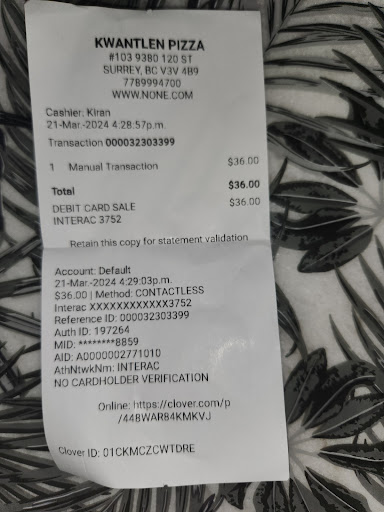 KWANTLEN PIZZA
#103 9380 120 ST
SURREY, BC V3V 4B9
7789994700
WWW.NONE.COM
Cashier: Kiran
21-Mar-2024 4:28:57p.m.
Transaction 000032303399
1 Manual Transaction $36.00
Total $36.00
DEBIT CARD SALE $36.00
INTERAC 3752
Retain this copy for statement validation
Account: Default
21-Mar-2024 4:29:03p.m.
$36.00 | Method: CONTACTLESS
Interac XXXXXXXXXXXX3752
Reference ID: 000032303399
Auth ID: 197264
MID: ********8859
AID: A0000002771010
AthNtwkNm: INTERAC
NO CARDHOLDER VERIFICATION
Online: https://clover.com/p
/448WAR84KMKVJ
Clover ID: 01CKMCZCWTDRE